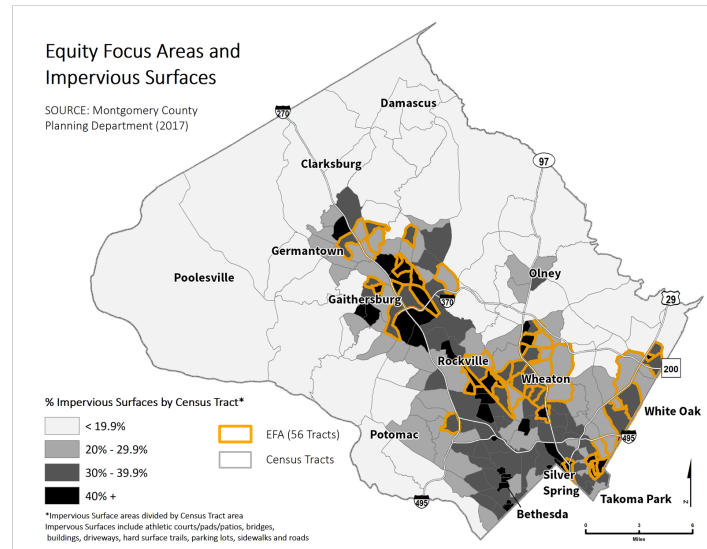 Equity Focus Areas and
Impervious Surfaces
SOURCE: Montgomery County
Planning Department (2017)
Damascus
270
97
Clarksburg
Germantown
Olney
Poolesville
29
Gaithersburg
370
Rockville
200
Wheaton
% Impervious Surfaces by Census Tract*
White Oak
< 19.9%
EFA (56 Tracts)
Potomac
495
20% - 29.9%
Census Tracts
30% - 39.9%
Silver
Spring
40% +
Takoma Park
495
Bethesda
*Impervious Surface areas divided by Census Tract area
Impervous Surfaces include athletic courts/pads/patios, bridges,
buildings, driveways, hard surface trails, parking lots, sidewalks and roads
Z
0 3 6
Miles